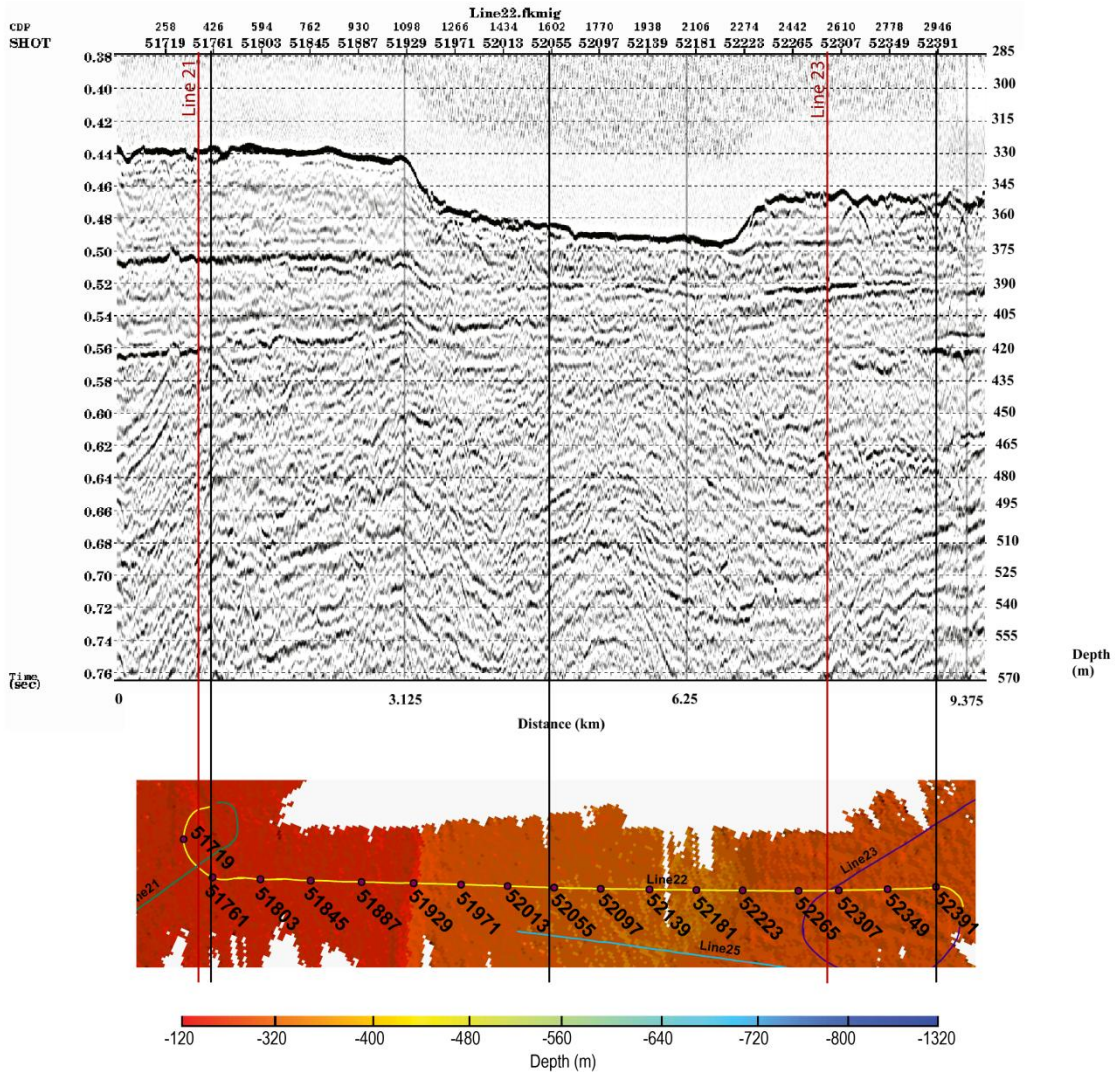 Line22.fkmig
CDF 258 426 594 762 930 1098 1266 1434 1602 1770 1938 2106 2274 2442 2610 2778 2946
SHOT 51719 51761 51803 51845 51887 51929 51971 52013 52055 52097 52139 52181 52223 52265 52307 52349 52391
0.38 285
Line 21 Line 23
0.40 300
0.42 315
0.44 330
0.46 345
0.48 360
0.50 375
0.52 390
0.54 405
0.56 420
0.58 435
0.60 450
0.62 465
0.64 480
0.66 495
0.68 510
0.70 525
0.72 540
0.74 555
0.76 570
Time
(sec)
Depth
(m)
0 3.125 6.25 9.375
Distance (km)
51719 51761 51803 51845 51887 51929 51971 52013 52055 52097 52139 52181 52223 52265 52307 52349 52391
Line22
Line23
Line25
-120 -320 -400 -480 -560 -640 -720 -800 -1320
Depth (m)